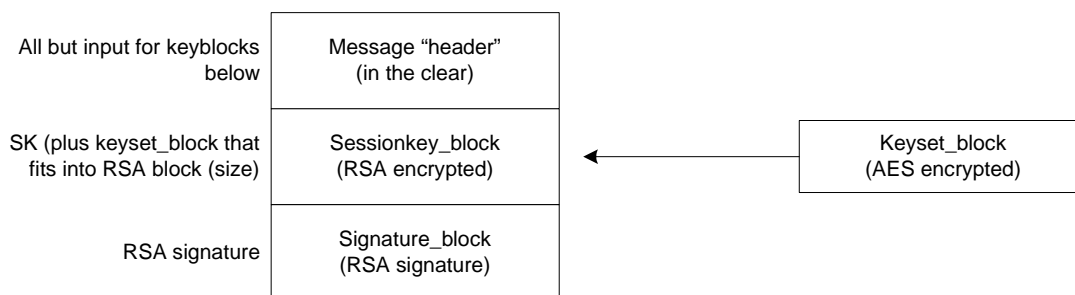 All but input for keyblocks
below
Message “header”
(in the clear)
SK (plus keyset_block that
fits into RSA block (size)
Sessionkey_block
(RSA encrypted)
Keyset_block
(AES encrypted)
RSA signature
Signature_block
(RSA signature)